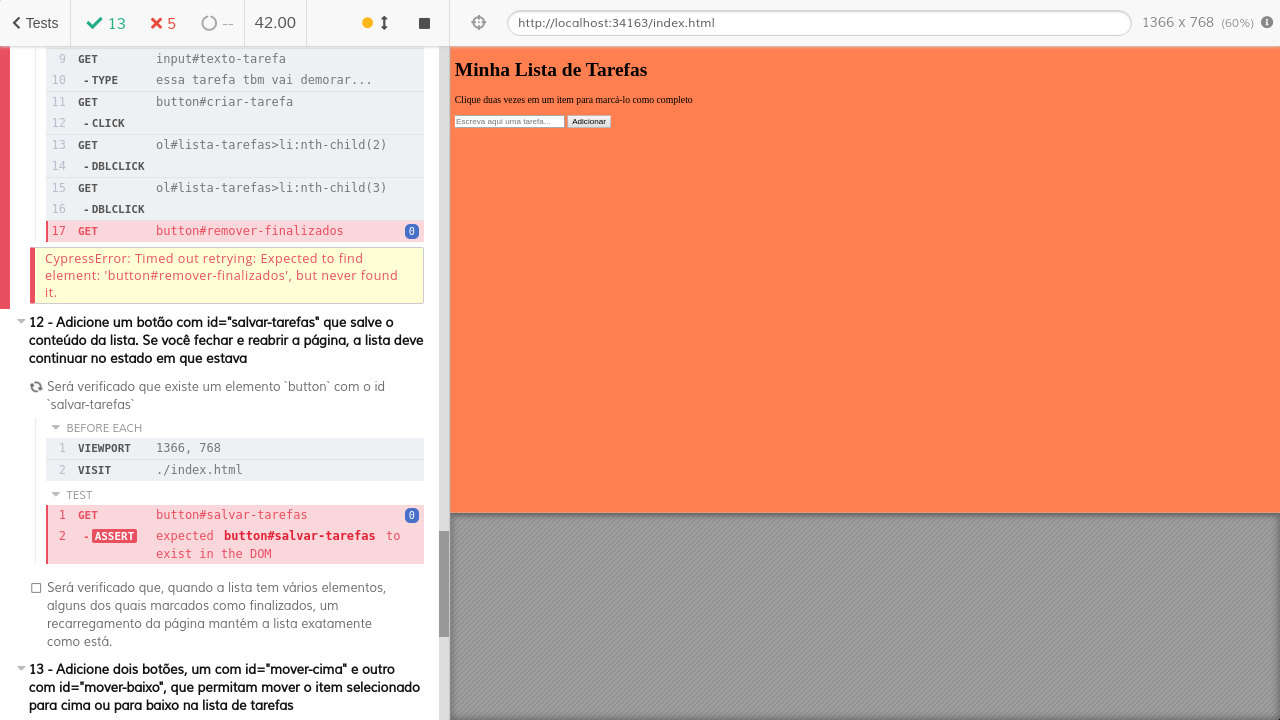 Tests 13 5 -- 42.00
http://localhost:34163/index.html 1366 x 768 (60%)
9 GET input#texto-tarefa
10 -TYPE essa tarefa tbm vai demorar...
11 GET button#criar-tarefa
12 -CLICK
13 GET ol#lista-tarefas>li:nth-child(2)
14 -DBLCLICK
15 GET ol#lista-tarefas>li:nth-child(3)
16 -DBLCLICK
17 GET button#remover-finalizados 0
CypressError: Timed out retrying: Expected to find
element: 'button#remover-finalizados', but never found
it.
12 - Adicione um botão com id="salvar-tarefas" que salve o
conteúdo da lista. Se você fechar e reabrir a página, a lista deve
continuar no estado em que estava
Será verificado que existe um elemento `button` com o id
`salvar-tarefas`
BEFORE EACH
1 VIEWPORT 1366, 768
2 VISIT ./index.html
TEST
1 GET button#salvar-tarefas 0
2 -ASSERT expected button#salvar-tarefas to
exist in the DOM
Será verificado que, quando a lista tem vários elementos,
alguns dos quais marcados como finalizados, um
recarregamento da página mantém a lista exatamente
como está.
13 - Adicione dois botões, um com id="mover-cima" e outro
com id="mover-baixo", que permitam mover o item selecionado
para cima ou para baixo na lista de tarefas
Minha Lista de Tarefas
Clique duas vezes em um item para marcá-lo como completo
Escreva aqui uma tarefa... Adicionar